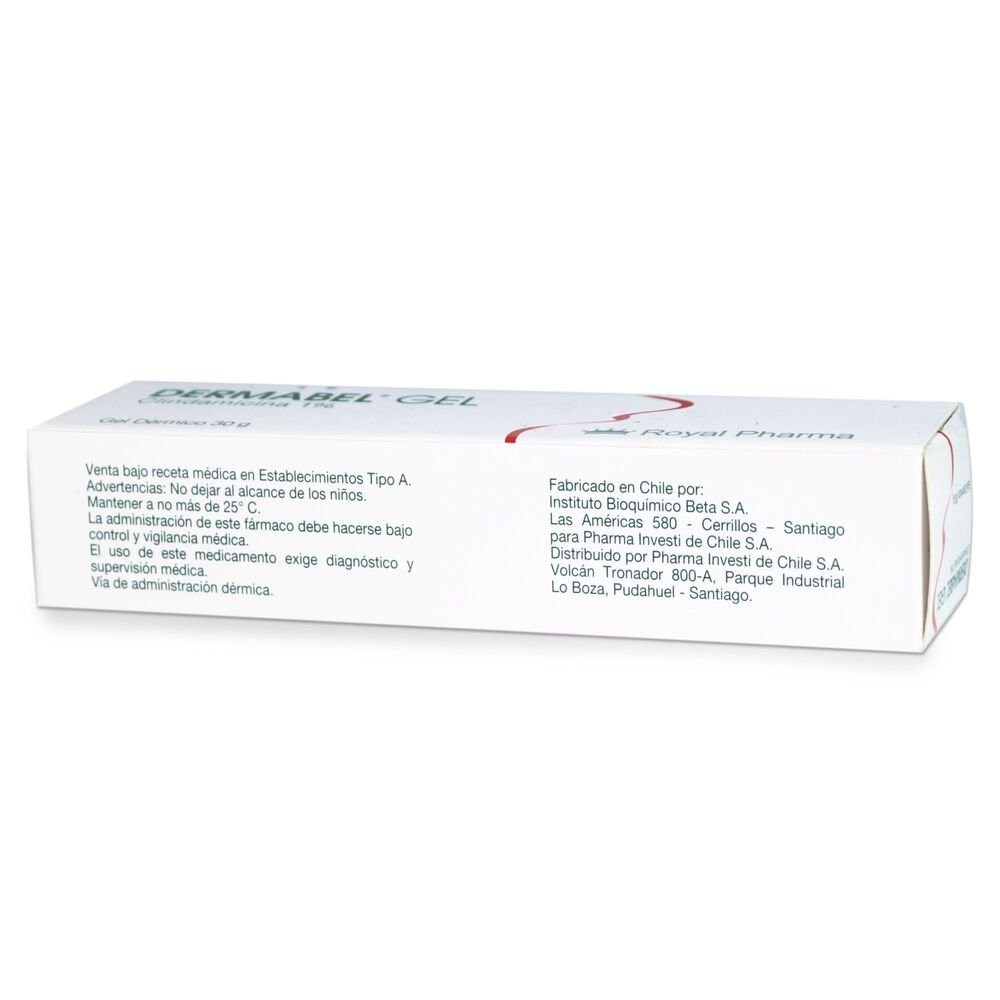 DERMABEL® GEL
Clindamicina 1%
Gel Dérmico 30 g
Royal Pharma
Venta bajo receta médica en Establecimientos Tipo A.
Advertencias: No dejar al alcance de los niños.
Mantener a no más de 25° C.
La administración de este fármaco debe hacerse bajo
control y vigilancia médica.
El uso de este medicamento exige diagnóstico y
supervisión médica.
Vía de administración dérmica.
Fabricado en Chile por:
Instituto Bioquímico Beta S.A.
Las Américas 580 - Cerrillos – Santiago
para Pharma Investi de Chile S.A.
Distribuido por Pharma Investi de Chile S.A.
Volcán Tronador 800-A, Parque Industrial
Lo Boza, Pudahuel - Santiago.
DERMABEL GEL